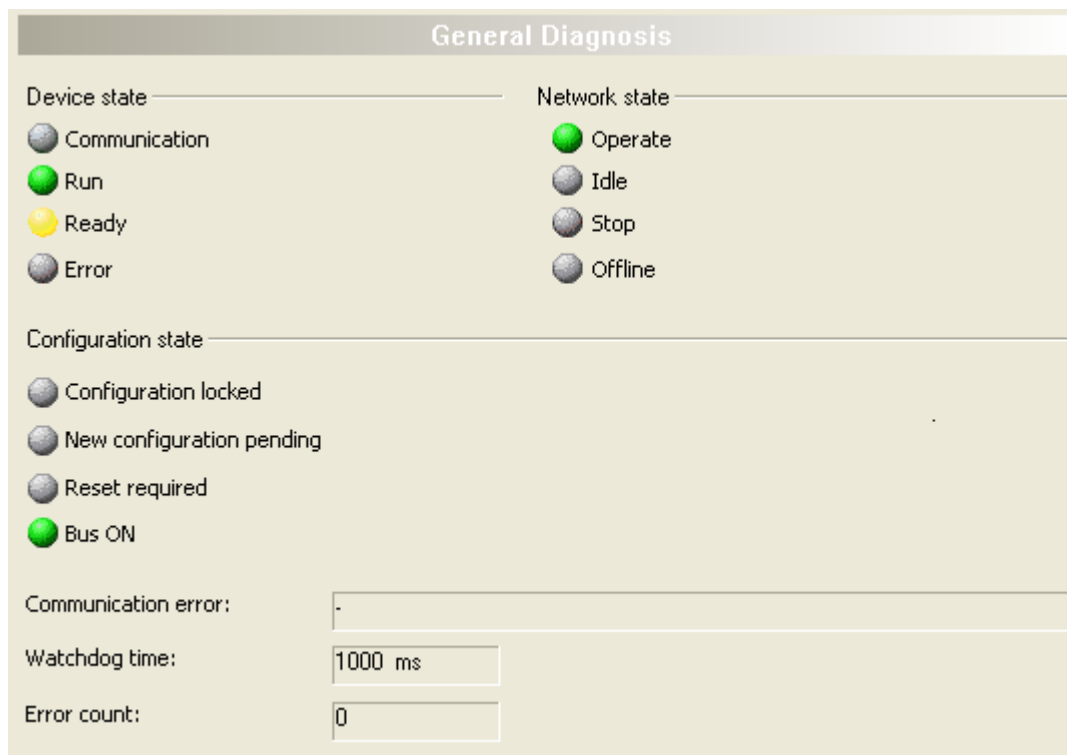 General Diagnosis
Device state
Network state
Communication
Operate
Run
Idle
Ready
Stop
Error
Offline
Configuration state
Configuration locked
New configuration pending
Reset required
Bus ON
Communication error: -
Watchdog time: 1000 ms
Error count: 0